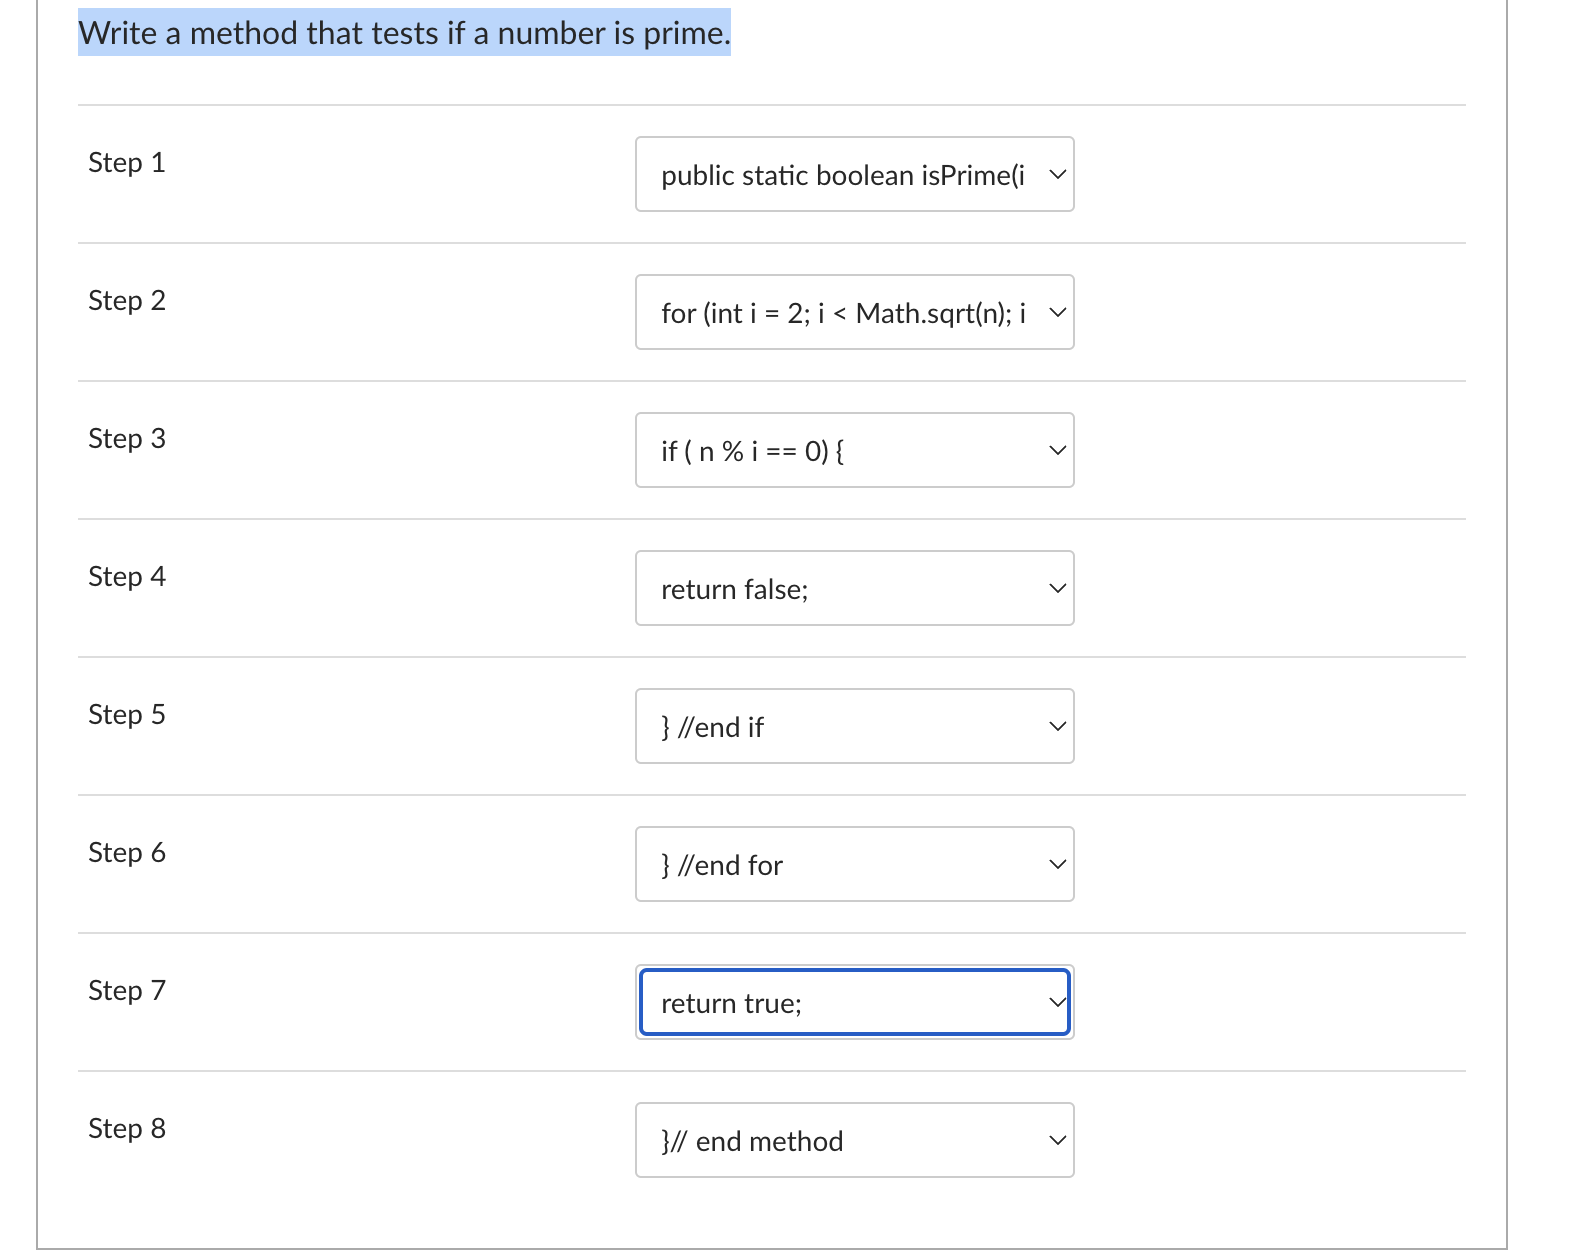 Write a method that tests if a number is prime.
Step 1
public static boolean isPrime(i
Step 2
for (int i = 2; i < Math.sqrt(n); i
Step 3
if ( n % i == 0) {
Step 4
return false;
Step 5
} //end if
Step 6
} //end for
Step 7
return true;
Step 8
}// end method